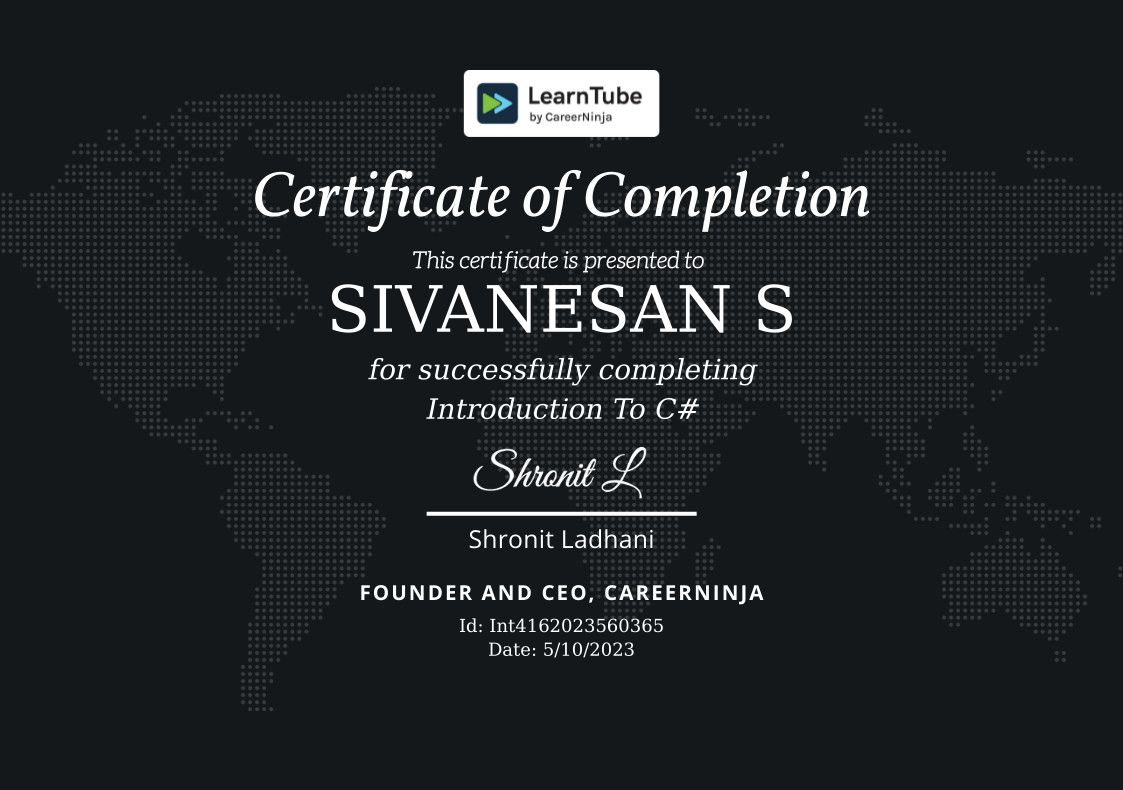 LearnTube
by CareerNinja
Certificate of Completion
This certificate is presented to
SIVANESAN S
for successfully completing
Introduction To C#
Shronit L
Shronit Ladhani
FOUNDER AND CEO, CAREERNINJA
Id: Int4162023560365
Date: 5/10/2023